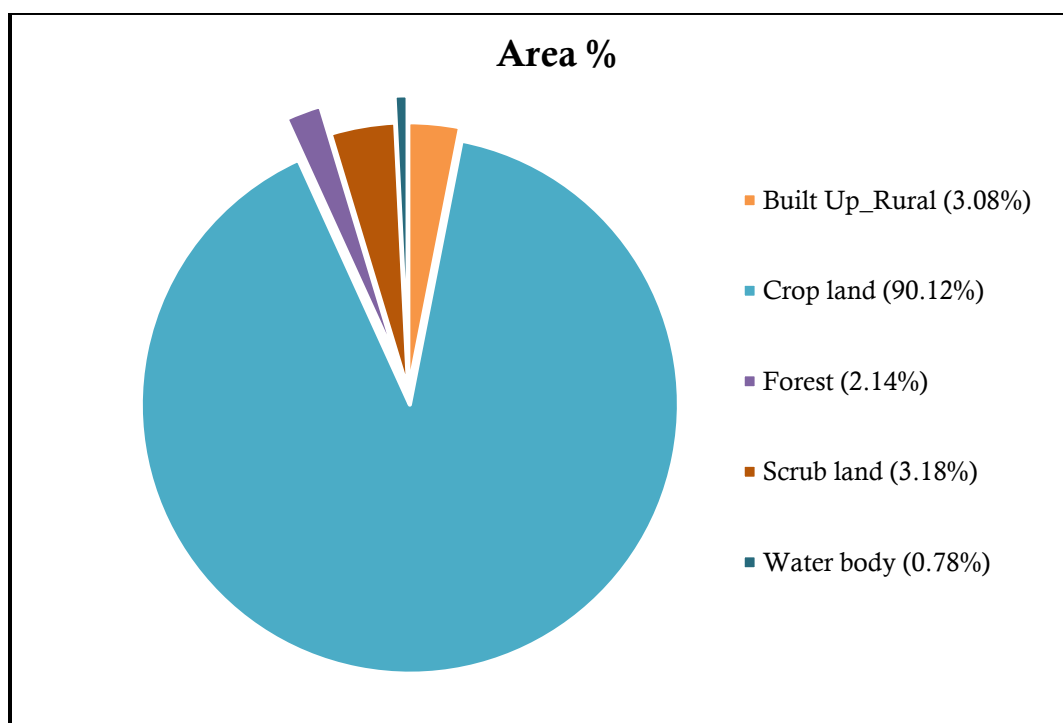 Area %
Built Up_Rural (3.08%)
Crop land (90.12%)
Forest (2.14%)
Scrub land (3.18%)
Water body (0.78%)